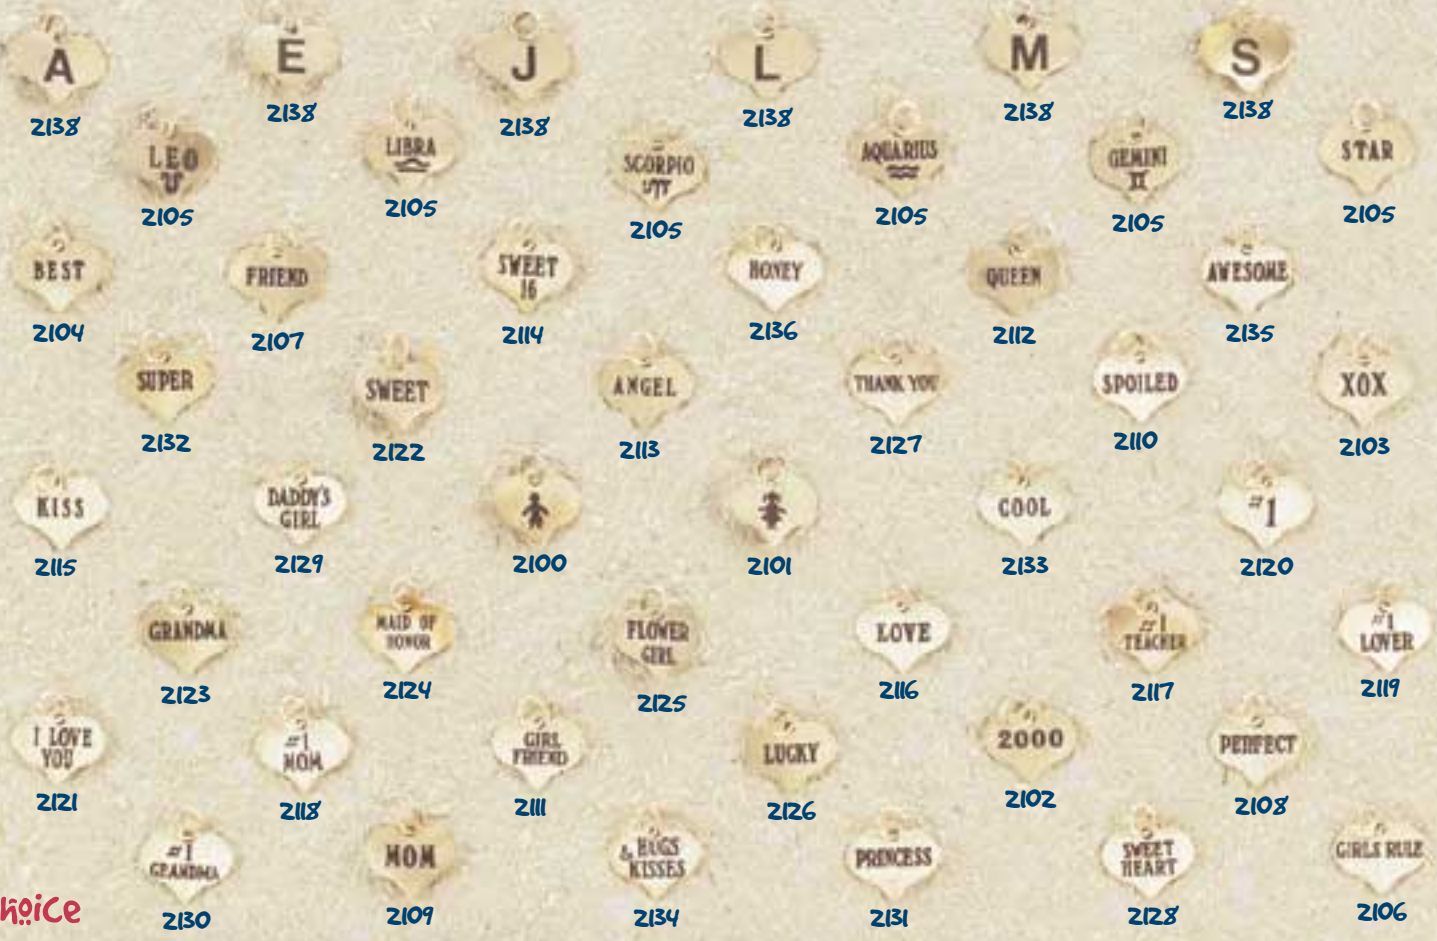 A
E
J
L
M
S
2138
2138
2138
2138
2138
2138
LEO
LIBRA
SCORPIO
AQUARIUS
GEMINI
STAR
2105
2105
2105
2105
2105
2105
BEST
FRIEND
SWEET
16
HONEY
QUEEN
AWESOME
2104
2107
2114
2136
2112
2135
SUPER
SWEET
ANGEL
THANK YOU
SPOILED
XOX
2132
2122
2113
2127
2110
2103
KISS
DADDY'S
GIRL
COOL
#1
2115
2129
2100
2101
2133
2120
GRANDMA
MAID OF
HONOR
FLOWER
GIRL
LOVE
#1
TEACHER
#1
LOVER
2123
2124
2125
2116
2117
2119
I LOVE
YOU
#1
MOM
GIRL
FRIEND
LUCKY
2000
PERFECT
2121
2118
2111
2126
2102
2108
#1
GRANDMA
MOM
HUGS
& KISSES
PRINCESS
SWEET
HEART
GIRLS RULE
2130
2109
2134
2131
2128
2106
hoice